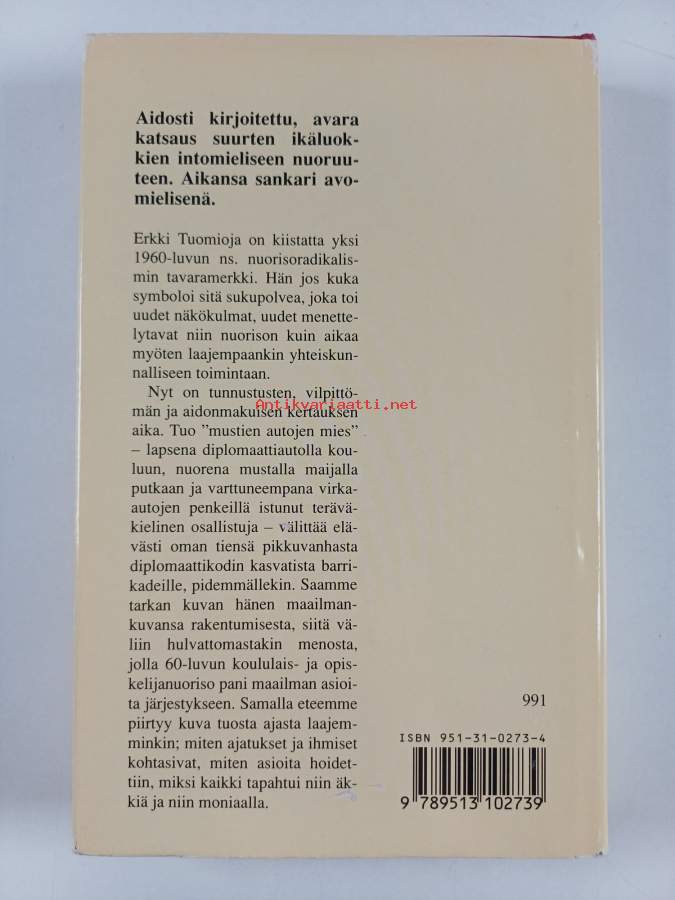 Aidosti kirjoitettu, avara
katsaus suurten ikäluok-
kien intomieliseen nuoruu-
teen. Aikansa sankari avo-
mielisenä.
Erkki Tuomioja on kiistatta yksi
1960-luvun ns. nuorisoradikalis-
min tavaramerkki. Hän jos kuka
symboloi sitä sukupolvea, joka toi
uudet näkökulmat, uudet menette-
lytavat niin nuorison kuin aikaa
myöten laajempaankin yhteiskun-
nalliseen toimintaan.
Nyt on tunnustusten, vilpittö-
män ja aidonmakuisen kertauksen
Antikvariaatti.net
aika. Tuo ”mustien autojen mies”
– lapsena diplomaattiautolla kou-
luun, nuorena mustalla maijalla
putkaan ja varttuneempana virka-
autojen penkeillä istunut terävä-
kielinen osallistuja – välittää elä-
västi oman tiensä pikkuvanhasta
diplomaattikodin kasvatista barri-
kadeille, pidemmällekin. Saamme
tarkan kuvan hänen maailman-
kuvansa rakentumisesta, siitä vä-
liin hulvattomastakin menosta,
jolla 60-luvun koululais- ja opis-
kelijanuoriso pani maailman asioi-
ta järjestykseen. Samalla eteemme
piirtyy kuva tuosta ajasta laajem-
minkin; miten ajatukset ja ihmiset
kohtasivat, miten asioita hoidet-
tiin, miksi kaikki tapahtui niin äk-
kiä ja niin moniaalla.
991
ISBN 951-31-0273-4
9 789513 102739